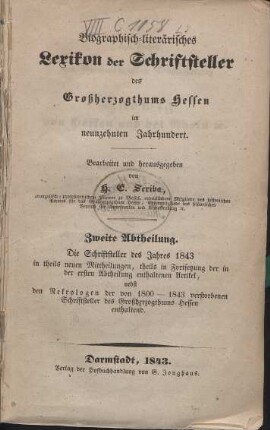 VIII C 1058
Biographisch-literärisches
Lexikon der Schriftsteller
des
Großherzogthums Hessen
im
neunzehnten Jahrhundert.
Bearbeitet und herausgegeben
von
H. E. Scriba,
Zweite Abtheilung.
Die Schriftsteller des Jahres 1843
in theils neuen Mittheilungen, theils in Fortsetzung der in
der ersten Abtheilung enthaltenen Artikel,
nebst
den Nekrologen der von 1800 – 1843 verstorbenen
Schriftsteller des Großherzogthums Hessen
enthaltend.
Darmstadt, 1843.
Verlag der Hofbuchhandlung von G. Jonghaus.